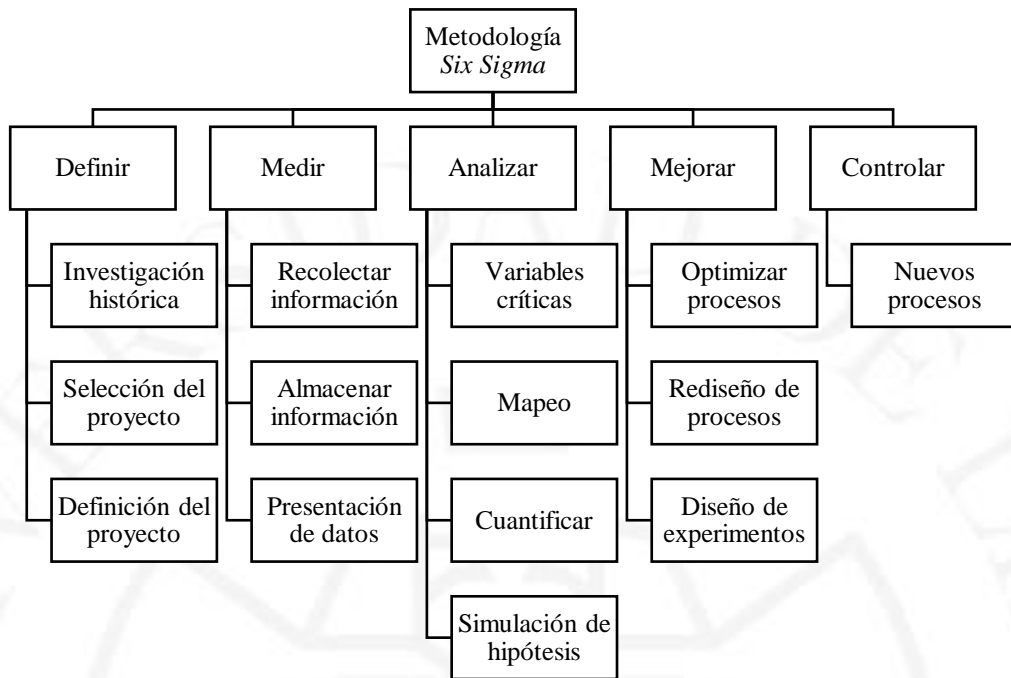 Metodología
Six Sigma
Definir
Medir
Analizar
Mejorar
Controlar
Investigación
histórica
Recolectar
información
Variables
críticas
Optimizar
procesos
Nuevos
procesos
Selección del
proyecto
Almacenar
información
Mapeo
Rediseño de
procesos
Definición del
proyecto
Presentación
de datos
Cuantificar
Diseño de
experimentos
Simulación de
hipótesis